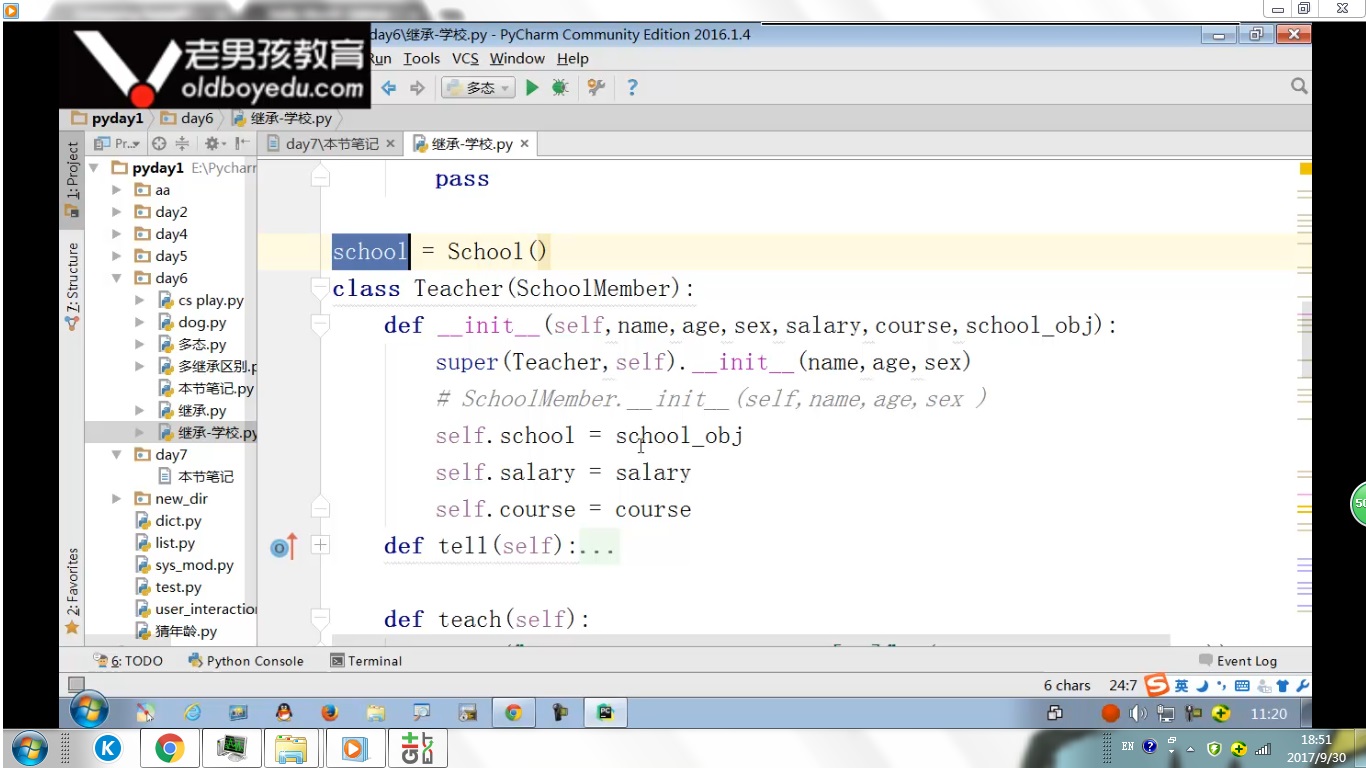 老男孩教育
oldboyedu.com
day6\继承-学校.py - PyCharm Community Edition 2016.1.4
Run Tools VCS Window Help
多态
pyday1 day6 继承-学校.py
1: Project
Z: Structure
2: Favorites
Pr..
day7\本节笔记 继承-学校.py
pyday1 E:\Pycharm
aa
day2
day4
day5
day6
cs play.py
dog.py
多态.py
多继承区别.p
本节笔记.py
继承.py
继承-学校.py
day7
本节笔记
new_dir
dict.py
list.py
sys_mod.py
test.py
user_interactio
猜年龄.py
pass
school = School()
class Teacher(SchoolMember):
def __init__(self,name,age,sex,salary,course,school_obj):
super(Teacher,self).__init__(name,age,sex)
# SchoolMember.__init__(self,name,age,sex )
self.school = school_obj
self.salary = salary
self.course = course
def tell(self):...
def teach(self):
6: TODO Python Console Terminal Event Log
6 chars 24:7 英
11:20
EN 18:51
2017/9/30